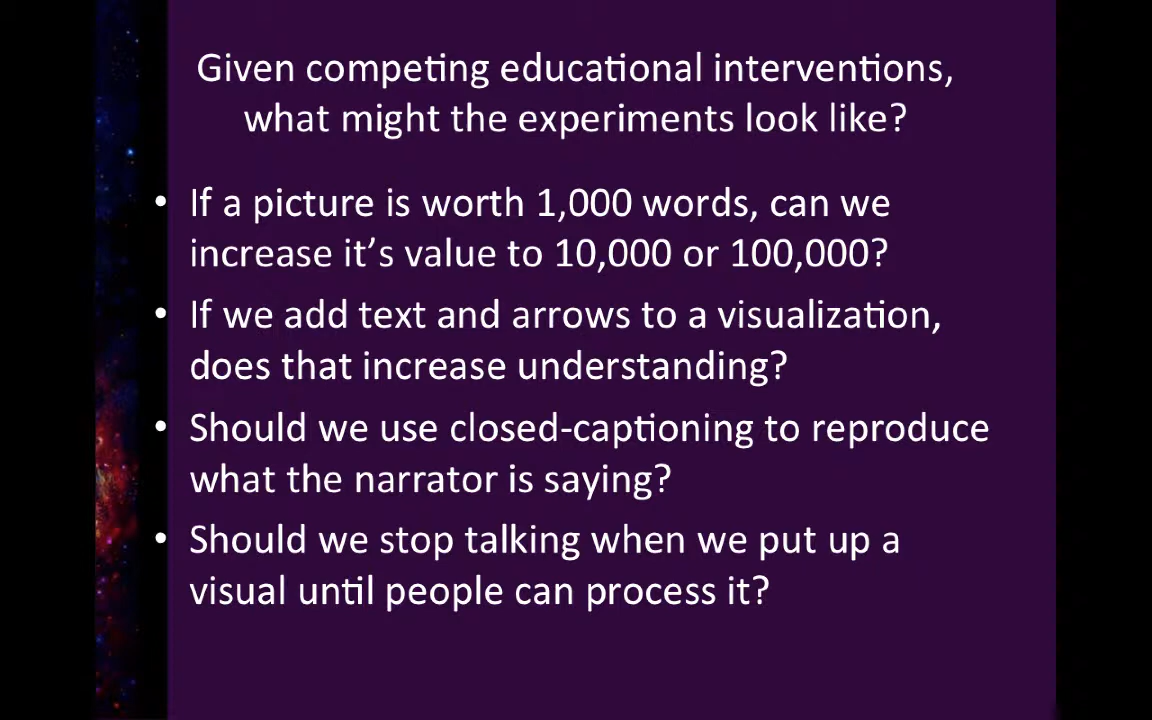 Given competing educational interventions,
what might the experiments look like?
• If a picture is worth 1,000 words, can we
increase it's value to 10,000 or 100,000?
• If we add text and arrows to a visualization,
does that increase understanding?
• Should we use closed-captioning to reproduce
what the narrator is saying?
• Should we stop talking when we put up a
visual until people can process it?